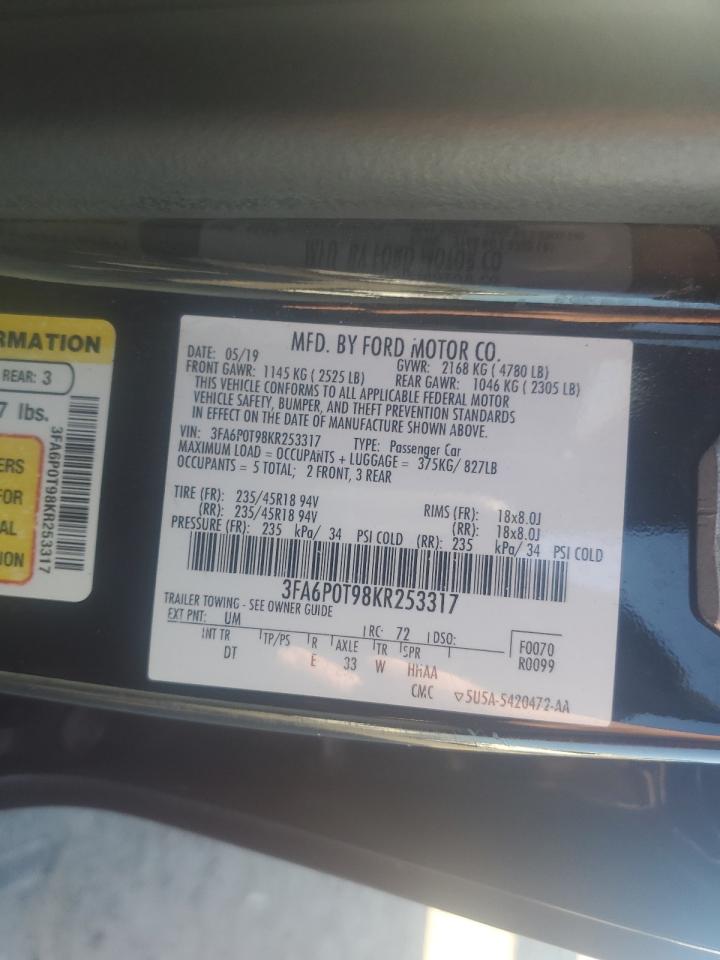 RMATION
REAR: 3
7 lbs.
ERS
FOR
AL
ION
3FA6P0T98KR253317
MFD. BY FORD MOTOR CO.
DATE: 05/19 GVWR: 2168 KG ( 4780 LB)
FRONT GAWR: 1145 KG ( 2525 LB) REAR GAWR: 1046 KG ( 2305 LB)
THIS VEHICLE CONFORMS TO ALL APPLICABLE FEDERAL MOTOR
VEHICLE SAFETY, BUMPER, AND THEFT PREVENTION STANDARDS
IN EFFECT ON THE DATE OF MANUFACTURE SHOWN ABOVE.
VIN: 3FA6P0T98KR253317 TYPE: Passenger Car
MAXIMUM LOAD = OCCUPANTS + LUGGAGE = 375KG/ 827LB
OCCUPANTS = 5 TOTAL; 2 FRONT, 3 REAR
TIRE (FR): 235/45R18 94V RIMS (FR): 18x8.0J
(RR): 235/45R18 94V (RR): 18x8.0J
PRESSURE (FR): 235 kPa/ 34 PSI COLD (RR): 235 kPa/ 34 PSI COLD
3FA6P0T98KR253317
TRAILER TOWING - SEE OWNER GUIDE
EXT PNT: UM RC: 72 DSO: F0070
INT TR TP/PS R AXLE TR SPR R0099
DT E 33 W HHAA
CMC ▽5U5A-5420472-AA